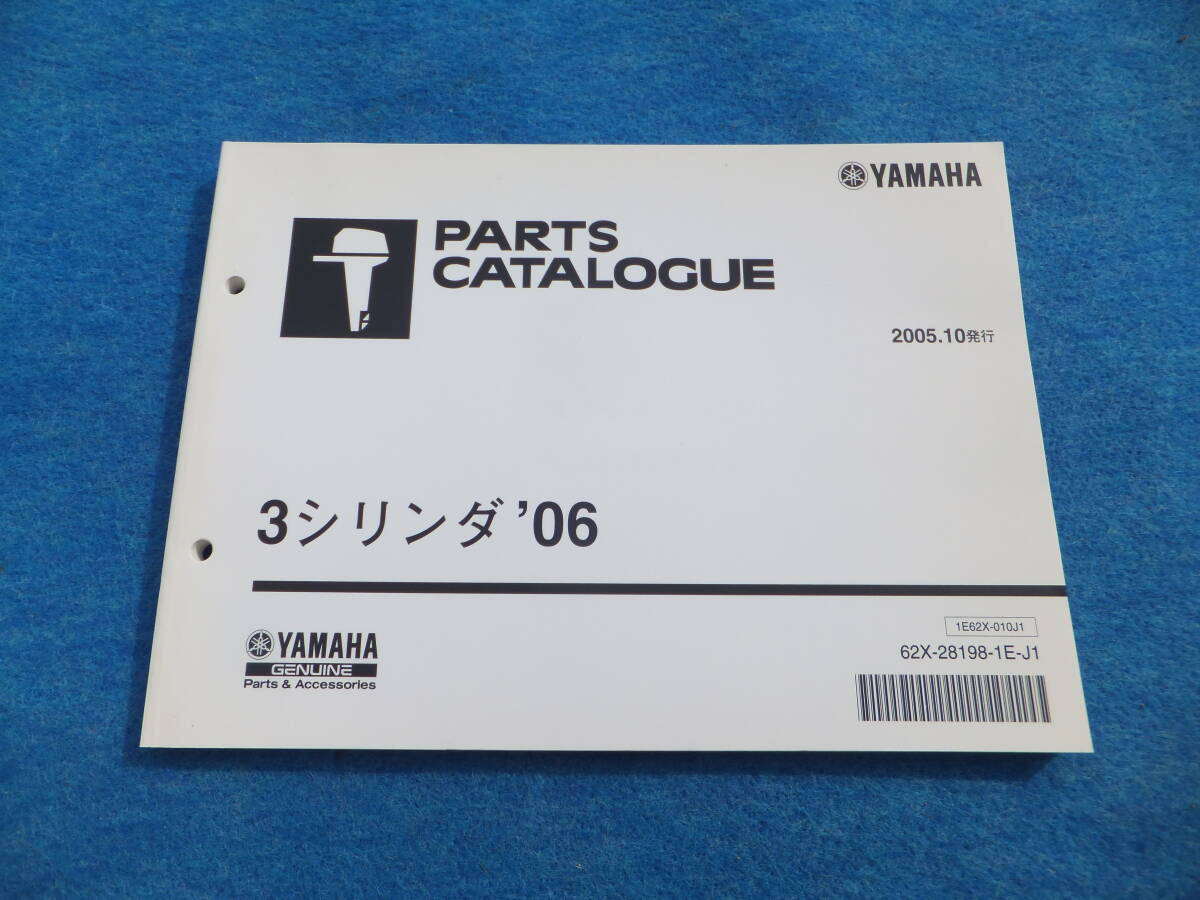 YAMAHA
PARTS
CATALOGUE
2005.10発行
3シリンダ ’06
1E62X-010J1
62X-28198-1E-J1
YAMAHA
GENUINE
Parts & Accessories